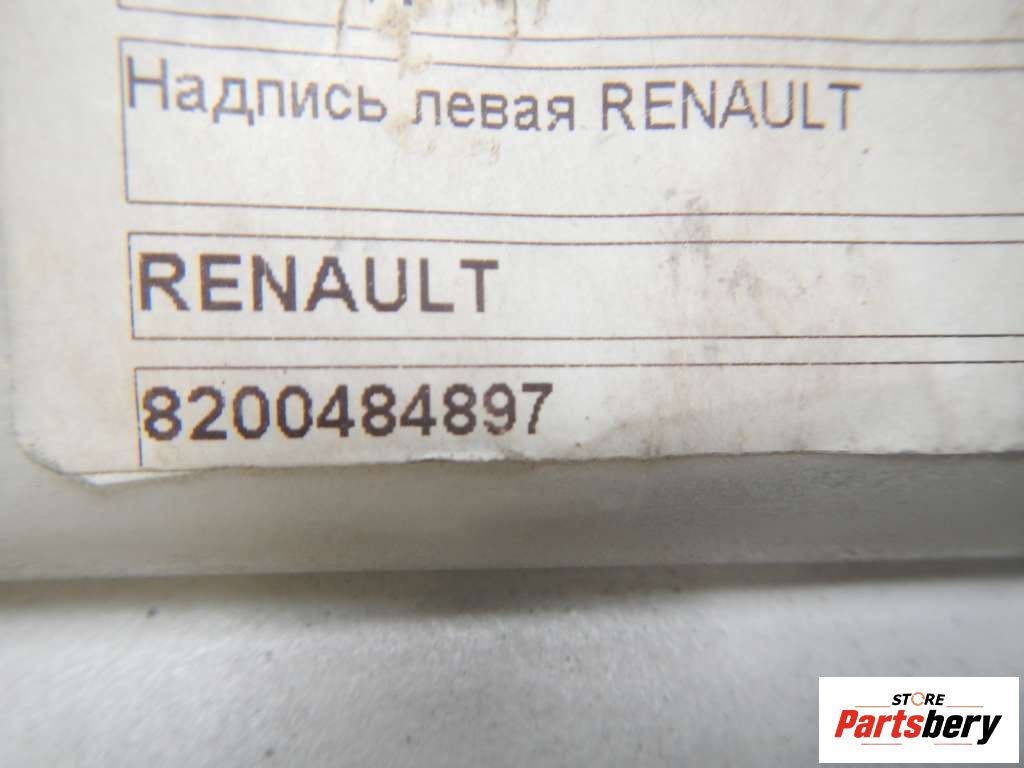 Надпись левая RENAULT
RENAULT
8200484897
STORE
Partsbery